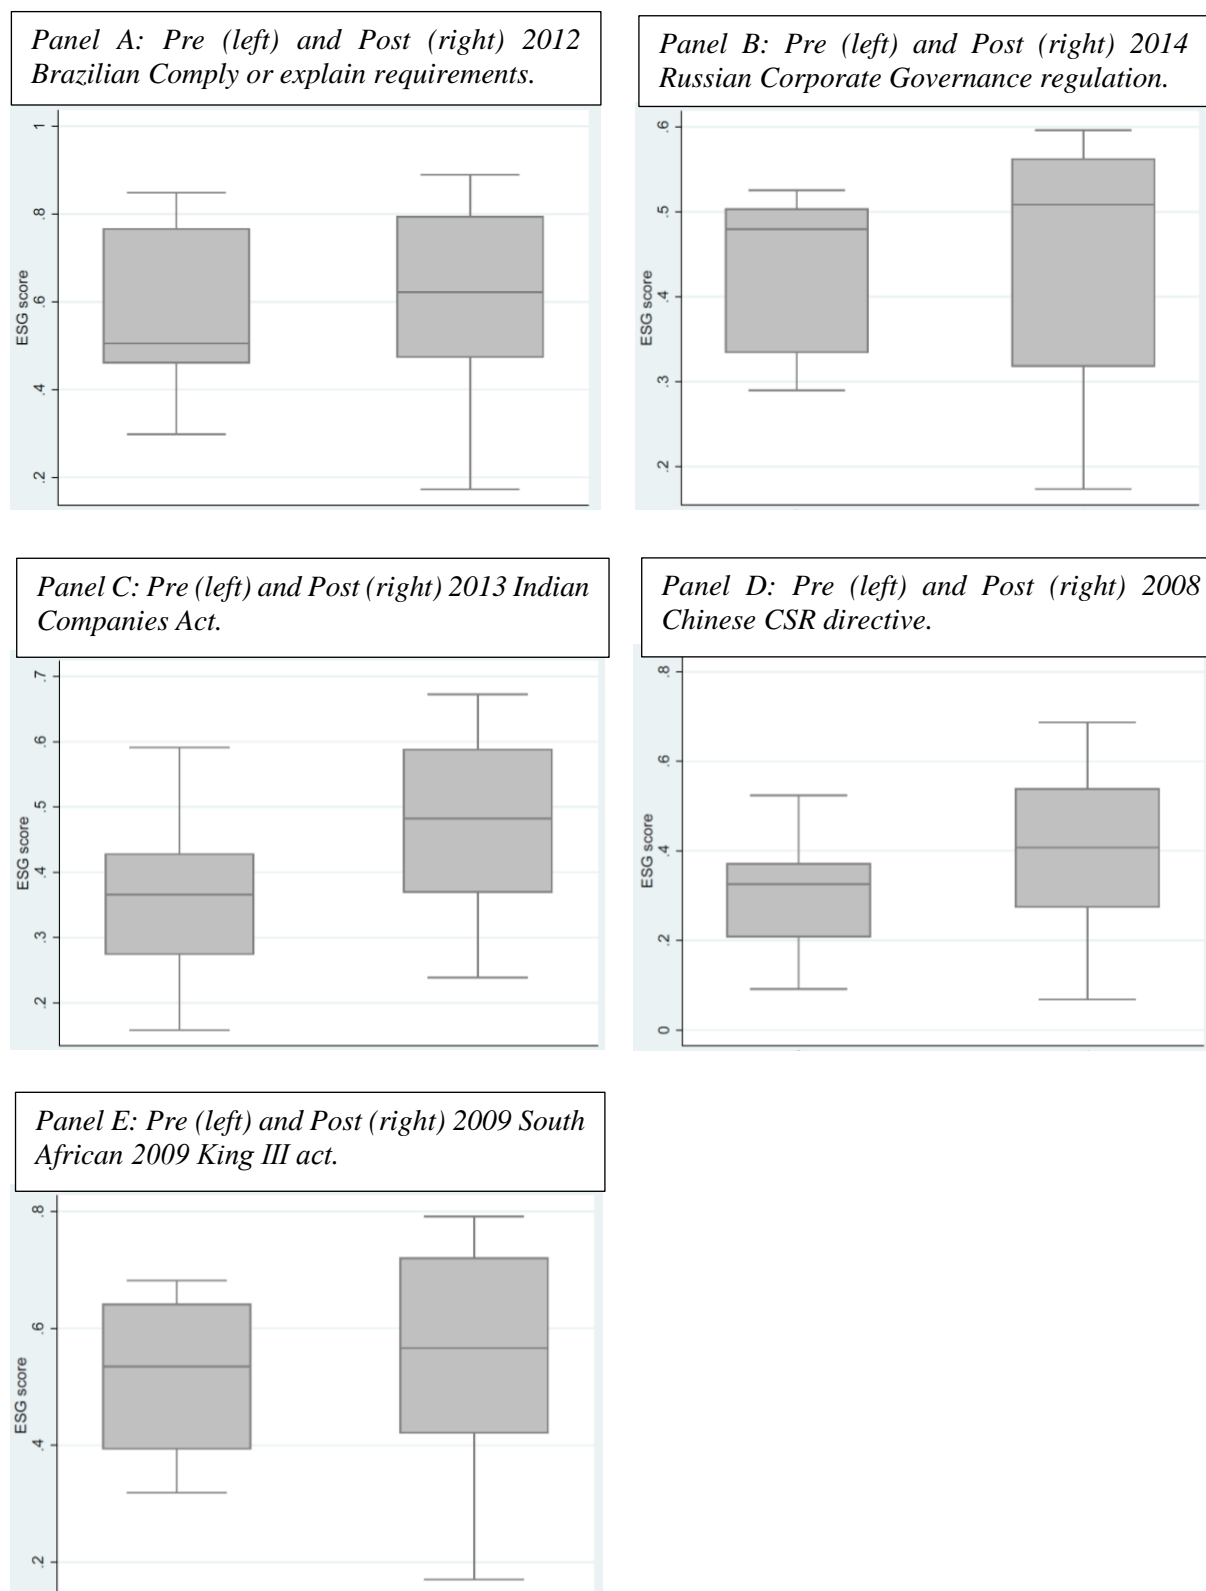 Panel A: Pre (left) and Post (right) 2012
Brazilian Comply or explain requirements.
1
.8
.6
.4
.2
ESG score
Panel B: Pre (left) and Post (right) 2014
Russian Corporate Governance regulation.
.6
.5
.4
.3
.2
ESG score
Panel C: Pre (left) and Post (right) 2013 Indian
Companies Act.
.7
.6
.5
.4
.3
.2
ESG score
Panel D: Pre (left) and Post (right) 2008
Chinese CSR directive.
.8
.6
.4
.2
0
ESG score
Panel E: Pre (left) and Post (right) 2009 South
African 2009 King III act.
.8
.6
.4
.2
ESG score